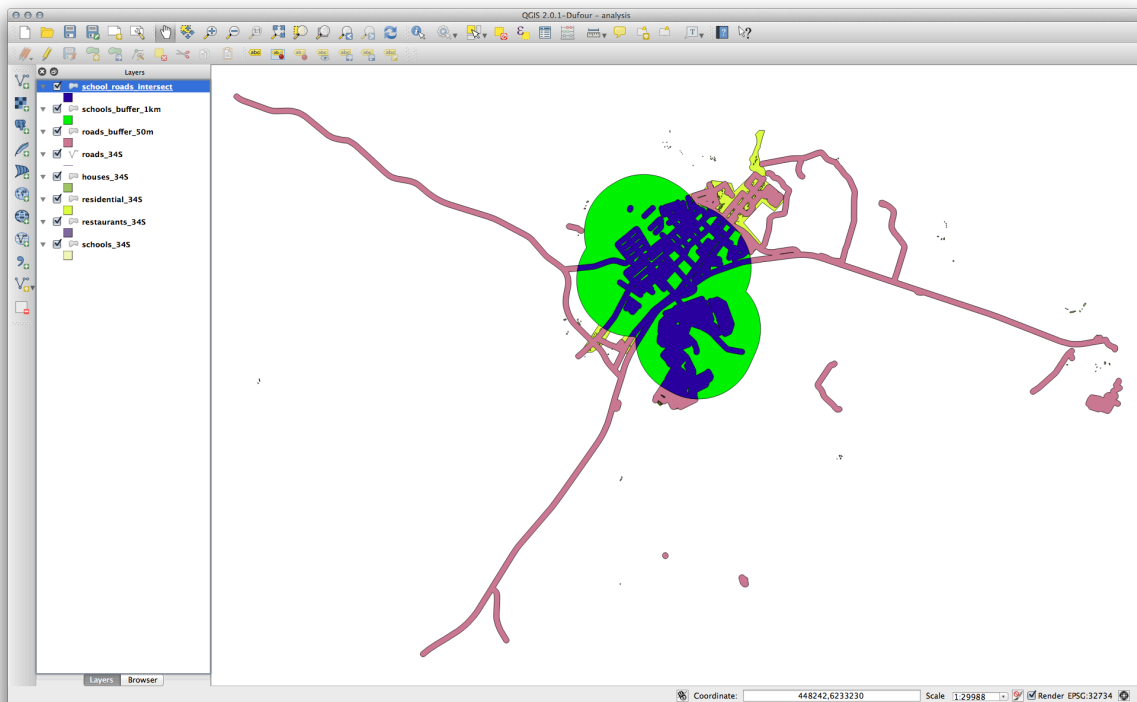 QGIS 2.0.1-Dufour - analysis
Layers
school_roads_intersect
schools_buffer_1km
roads_buffer_50m
roads_34S
houses_34S
residential_34S
restaurants_34S
schools_34S
Layers Browser
Coordinate: 448242,6233230 Scale 1:29988 Render EPSG:32734